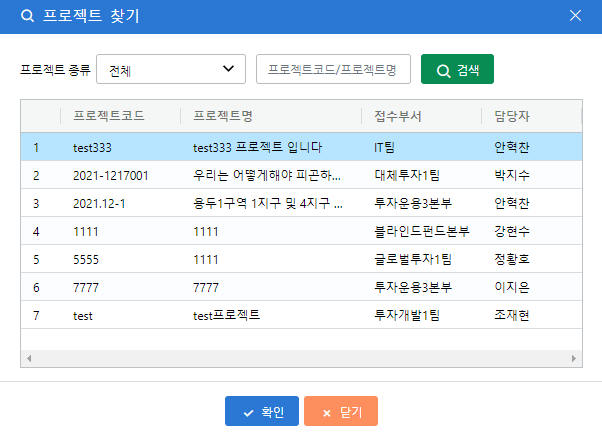 프로젝트 찾기
프로젝트 종류 전체 프로젝트코드/프로젝트명 검색
프로젝트코드 프로젝트명 접수부서 담당자
1 test333 test333 프로젝트 입니다 IT팀 안혁찬
2 2021-1217001 우리는 어떻게해야 피곤하... 대체투자1팀 박지수
3 2021.12-1 용두1구역 1지구 및 4지구 ... 투자운용3본부 안혁찬
4 1111 1111 블라인드펀드본부 강현수
5 5555 1111 글로벌투자1팀 정황호
6 7777 7777 투자운용3본부 이지은
7 test test프로젝트 투자개발1팀 조재현
확인 닫기